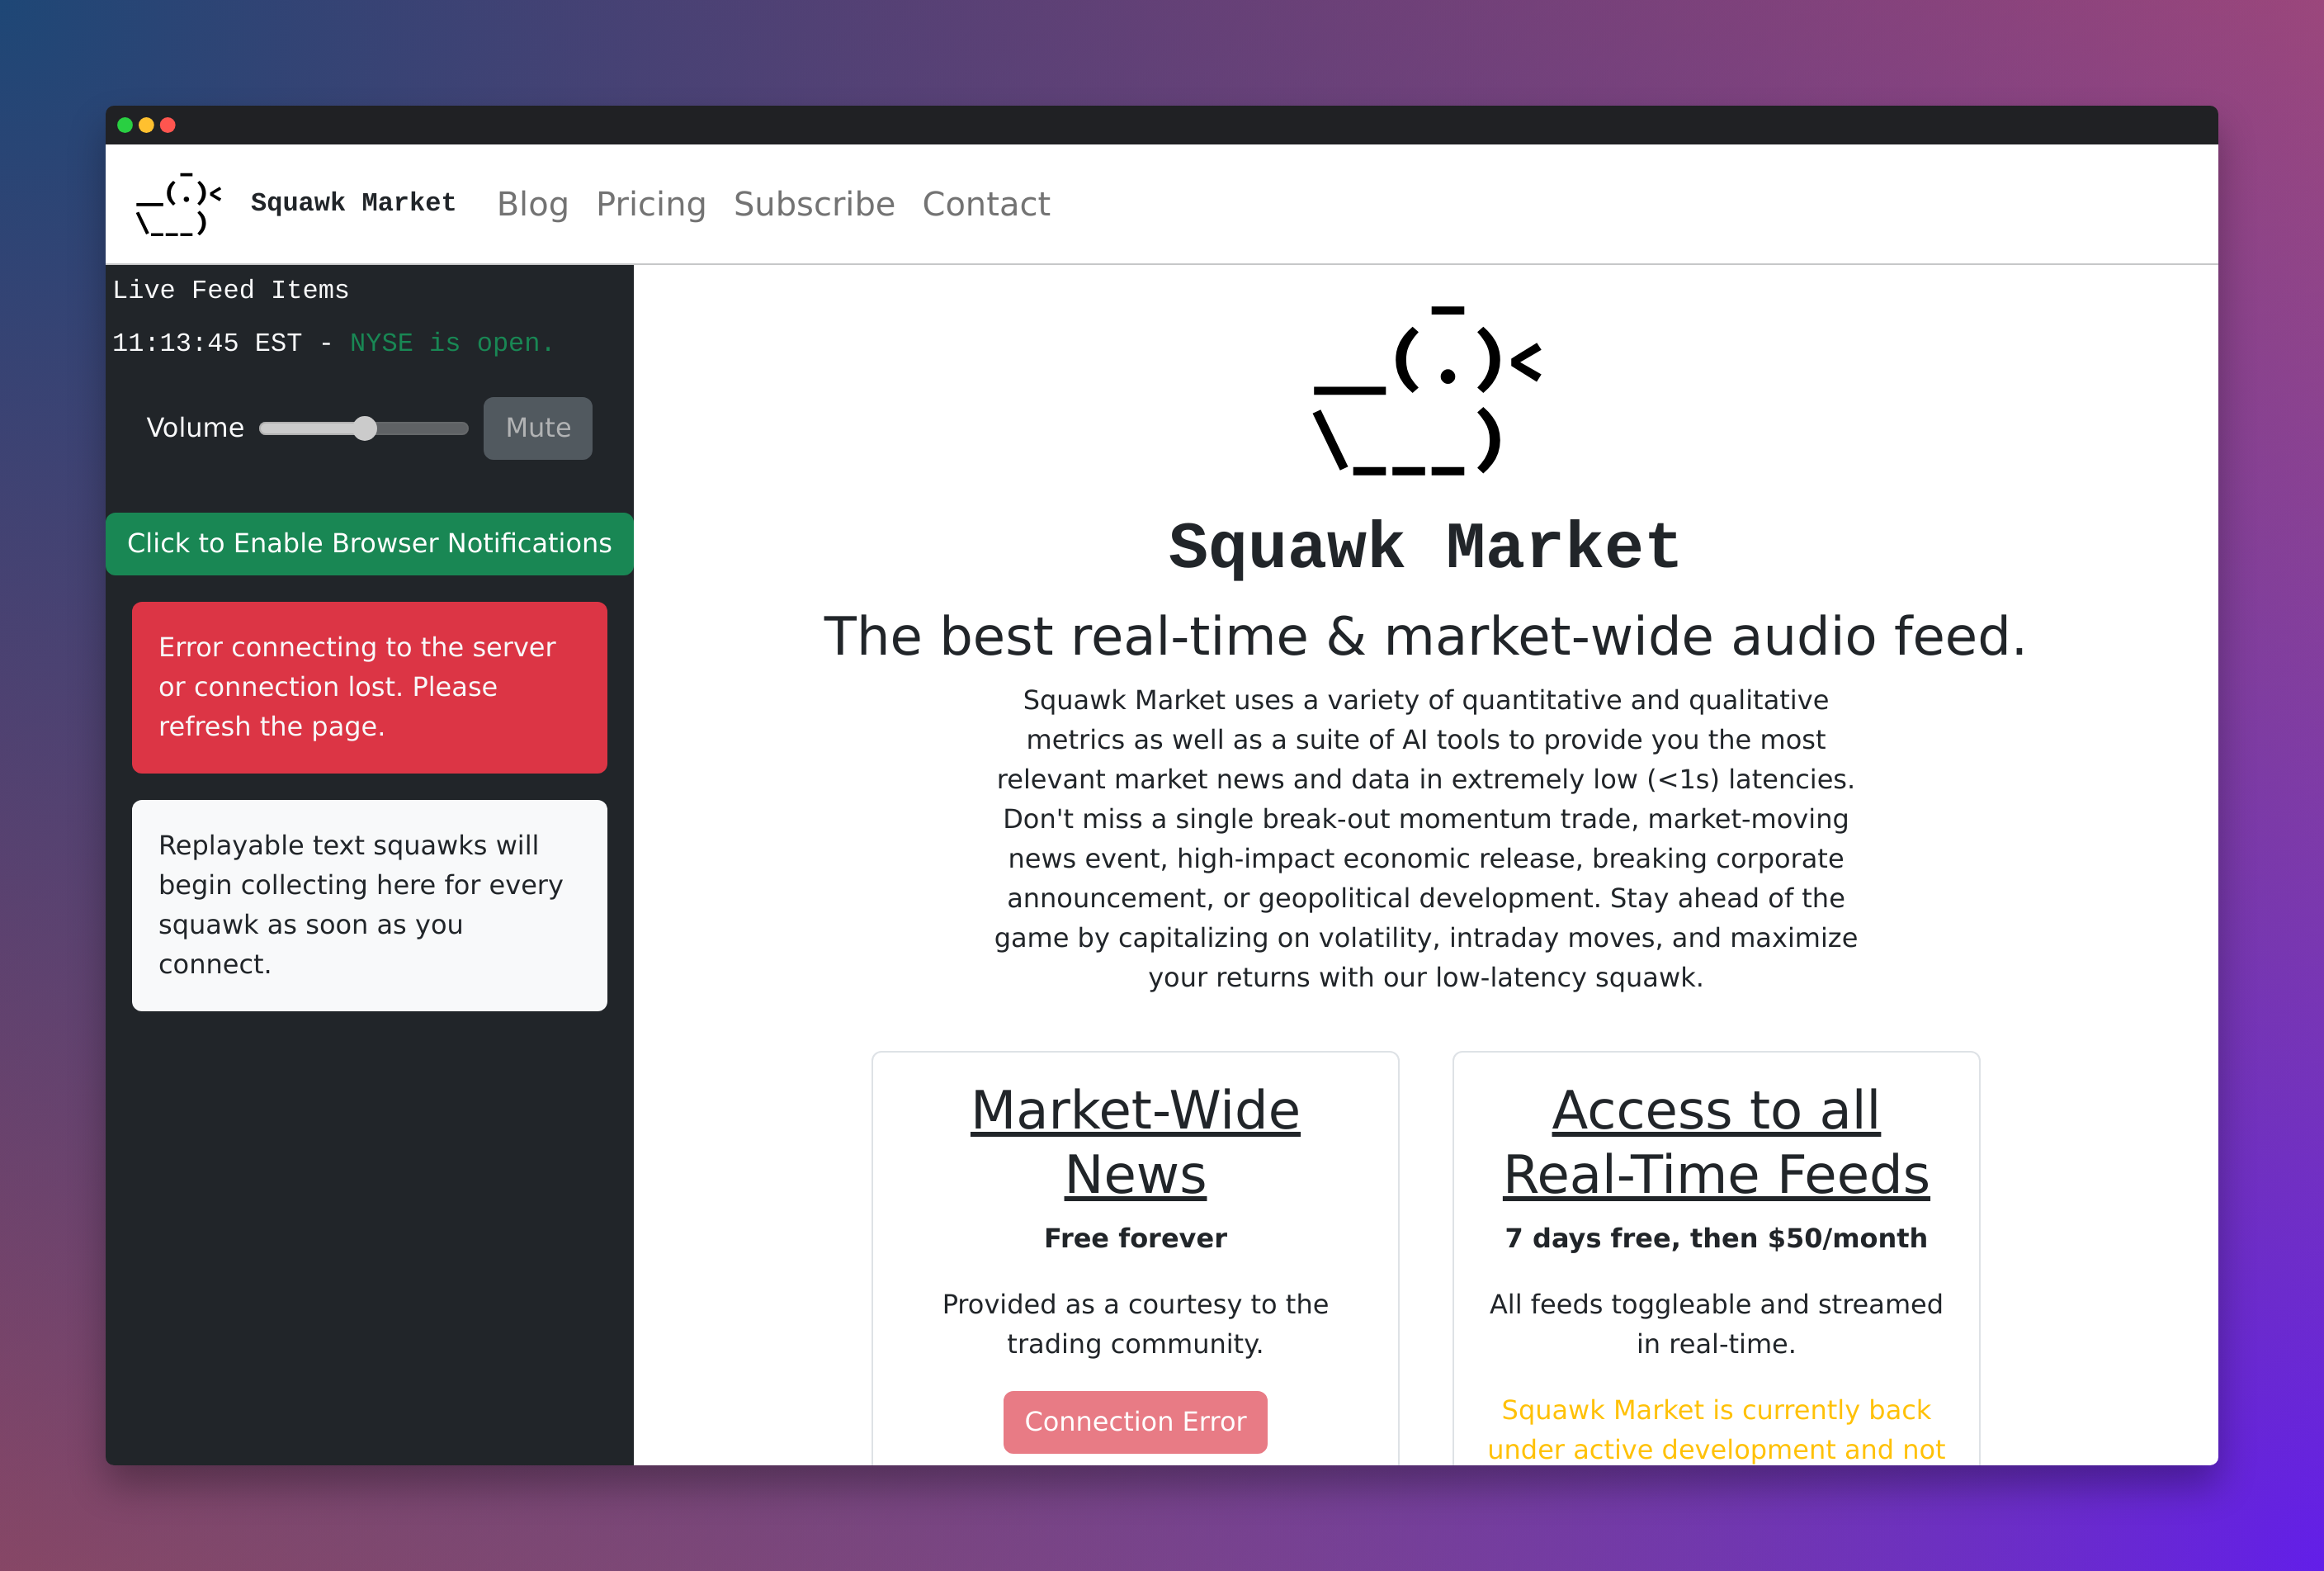 Squawk Market Blog Pricing Subscribe Contact
Live Feed Items
11:13:45 EST - NYSE is open.
Volume Mute
Click to Enable Browser Notifications
Error connecting to the server
or connection lost. Please
refresh the page.
Replayable text squawks will
begin collecting here for every
squawk as soon as you
connect.
Squawk Market
The best real-time & market-wide audio feed.
Squawk Market uses a variety of quantitative and qualitative
metrics as well as a suite of AI tools to provide you the most
relevant market news and data in extremely low (<1s) latencies.
Don't miss a single break-out momentum trade, market-moving
news event, high-impact economic release, breaking corporate
announcement, or geopolitical development. Stay ahead of the
game by capitalizing on volatility, intraday moves, and maximize
your returns with our low-latency squawk.
Market-Wide
News
Free forever
Provided as a courtesy to the
trading community.
Connection Error
Access to all
Real-Time Feeds
7 days free, then $50/month
All feeds toggleable and streamed
in real-time.
Squawk Market is currently back
under active development and not